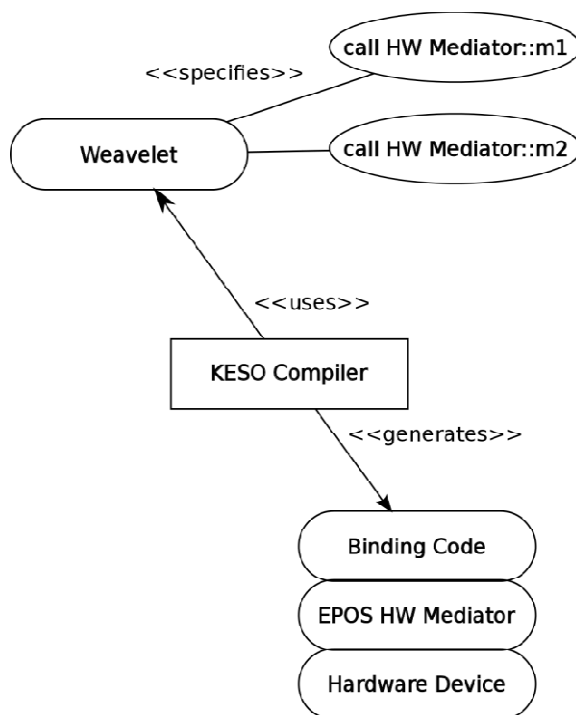 call HW Mediator::m1
<<specifies>>
Weavelet
call HW Mediator::m2
<<uses>>
KESO Compiler
<<generates>>
Binding Code
EPOS HW Mediator
Hardware Device